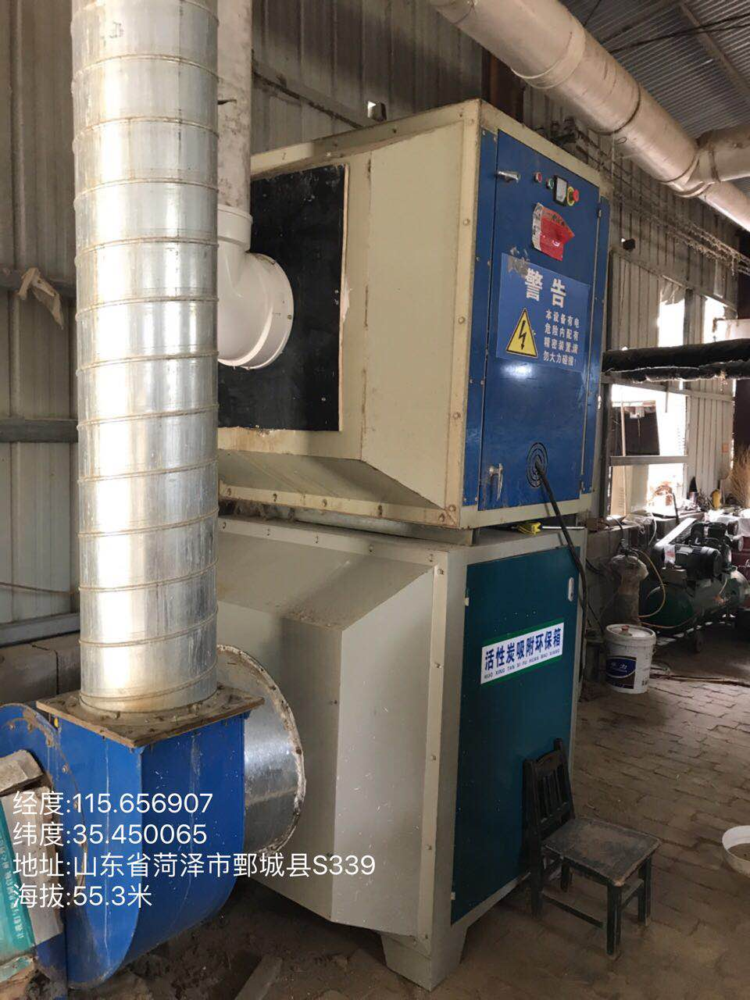 警告
本设备有电
危险内配有
精密装置,请
勿大力碰撞!
活性炭吸附环保箱
HUO XING TAN XI FU HUAN BAO XIANG
经度:115.656907
纬度:35.450065
地址:山东省菏泽市鄄城县S339
海拔:55.3米